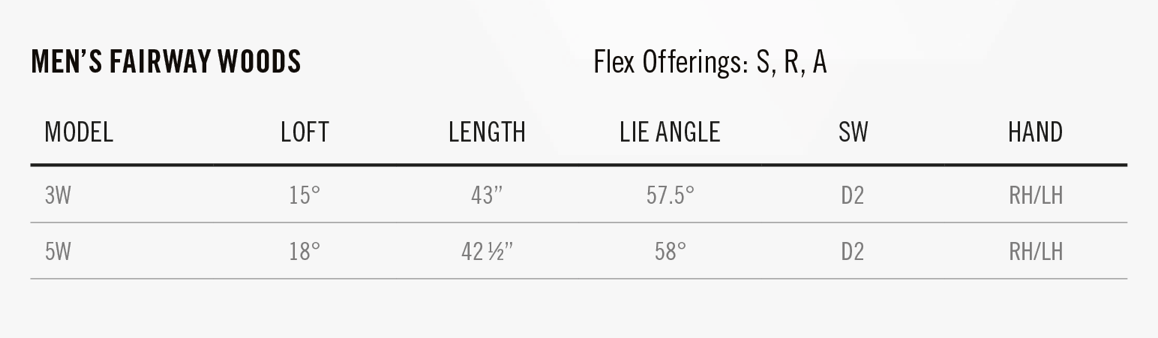 MEN’S FAIRWAY WOODS Flex Offerings: S, R, A
MODEL LOFT LENGTH LIE ANGLE SW HAND
3W 15° 43” 57.5° D2 RH/LH
5W 18° 42 ½” 58° D2 RH/LH